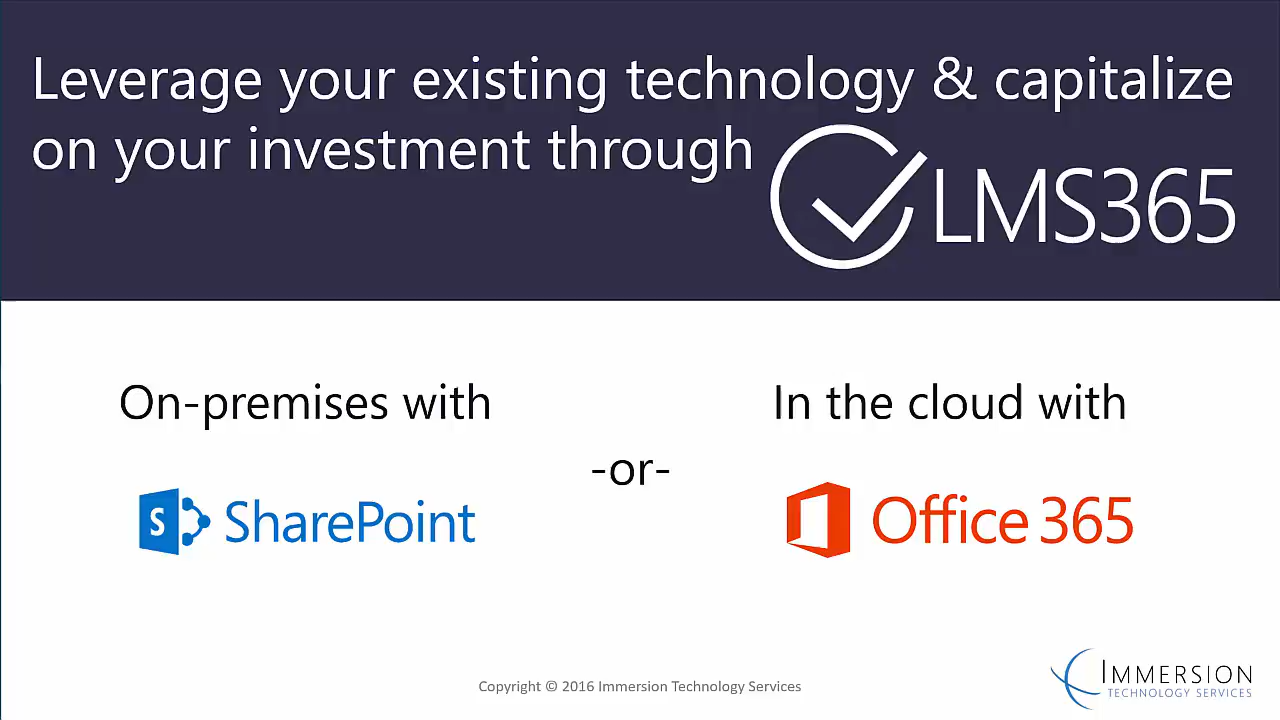 Leverage your existing technology & capitalize
on your investment through
LMS365
On-premises with
In the cloud with
-or-
S SharePoint
Office 365
Copyright © 2016 Immersion Technology Services
IMMERSION
TECHNOLOGY SERVICES